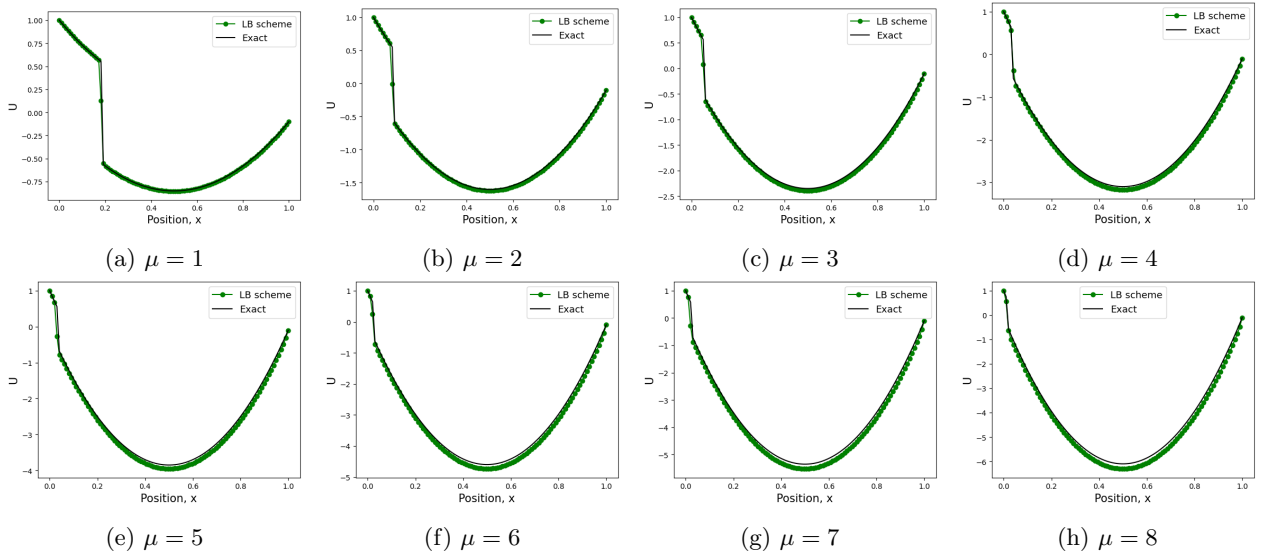 LB scheme
Exact
1.00
0.75
0.50
0.25
0.00
−0.25
−0.50
−0.75
U
0.0 0.2 0.4 0.6 0.8 1.0
Position, x
(a) μ = 1
LB scheme
Exact
1.0
0.5
0.0
−0.5
−1.0
−1.5
U
0.0 0.2 0.4 0.6 0.8 1.0
Position, x
(b) μ = 2
LB scheme
Exact
1.0
0.5
0.0
−0.5
−1.0
−1.5
−2.0
−2.5
U
0.0 0.2 0.4 0.6 0.8 1.0
Position, x
(c) μ = 3
LB scheme
Exact
1
0
−1
−2
−3
U
0.0 0.2 0.4 0.6 0.8 1.0
Position, x
(d) μ = 4
LB scheme
Exact
1
0
−1
−2
−3
−4
U
0.0 0.2 0.4 0.6 0.8 1.0
Position, x
(e) μ = 5
LB scheme
Exact
1
0
−1
−2
−3
−4
−5
U
0.0 0.2 0.4 0.6 0.8 1.0
Position, x
(f) μ = 6
LB scheme
Exact
1
0
−1
−2
−3
−4
−5
U
0.0 0.2 0.4 0.6 0.8 1.0
Position, x
(g) μ = 7
LB scheme
Exact
1
0
−1
−2
−3
−4
−5
−6
U
0.0 0.2 0.4 0.6 0.8 1.0
Position, x
(h) μ = 8